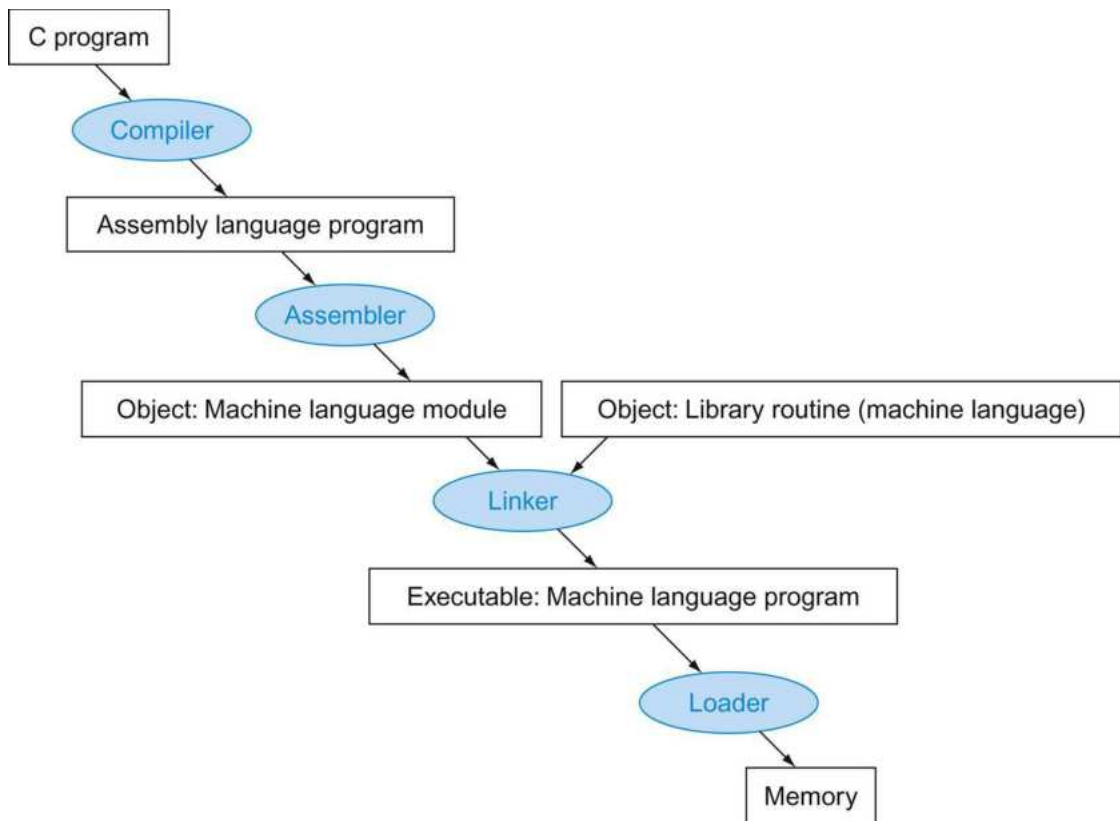 C program
Compiler
Assembly language program
Assembler
Object: Machine language module
Object: Library routine (machine language)
Linker
Executable: Machine language program
Loader
Memory